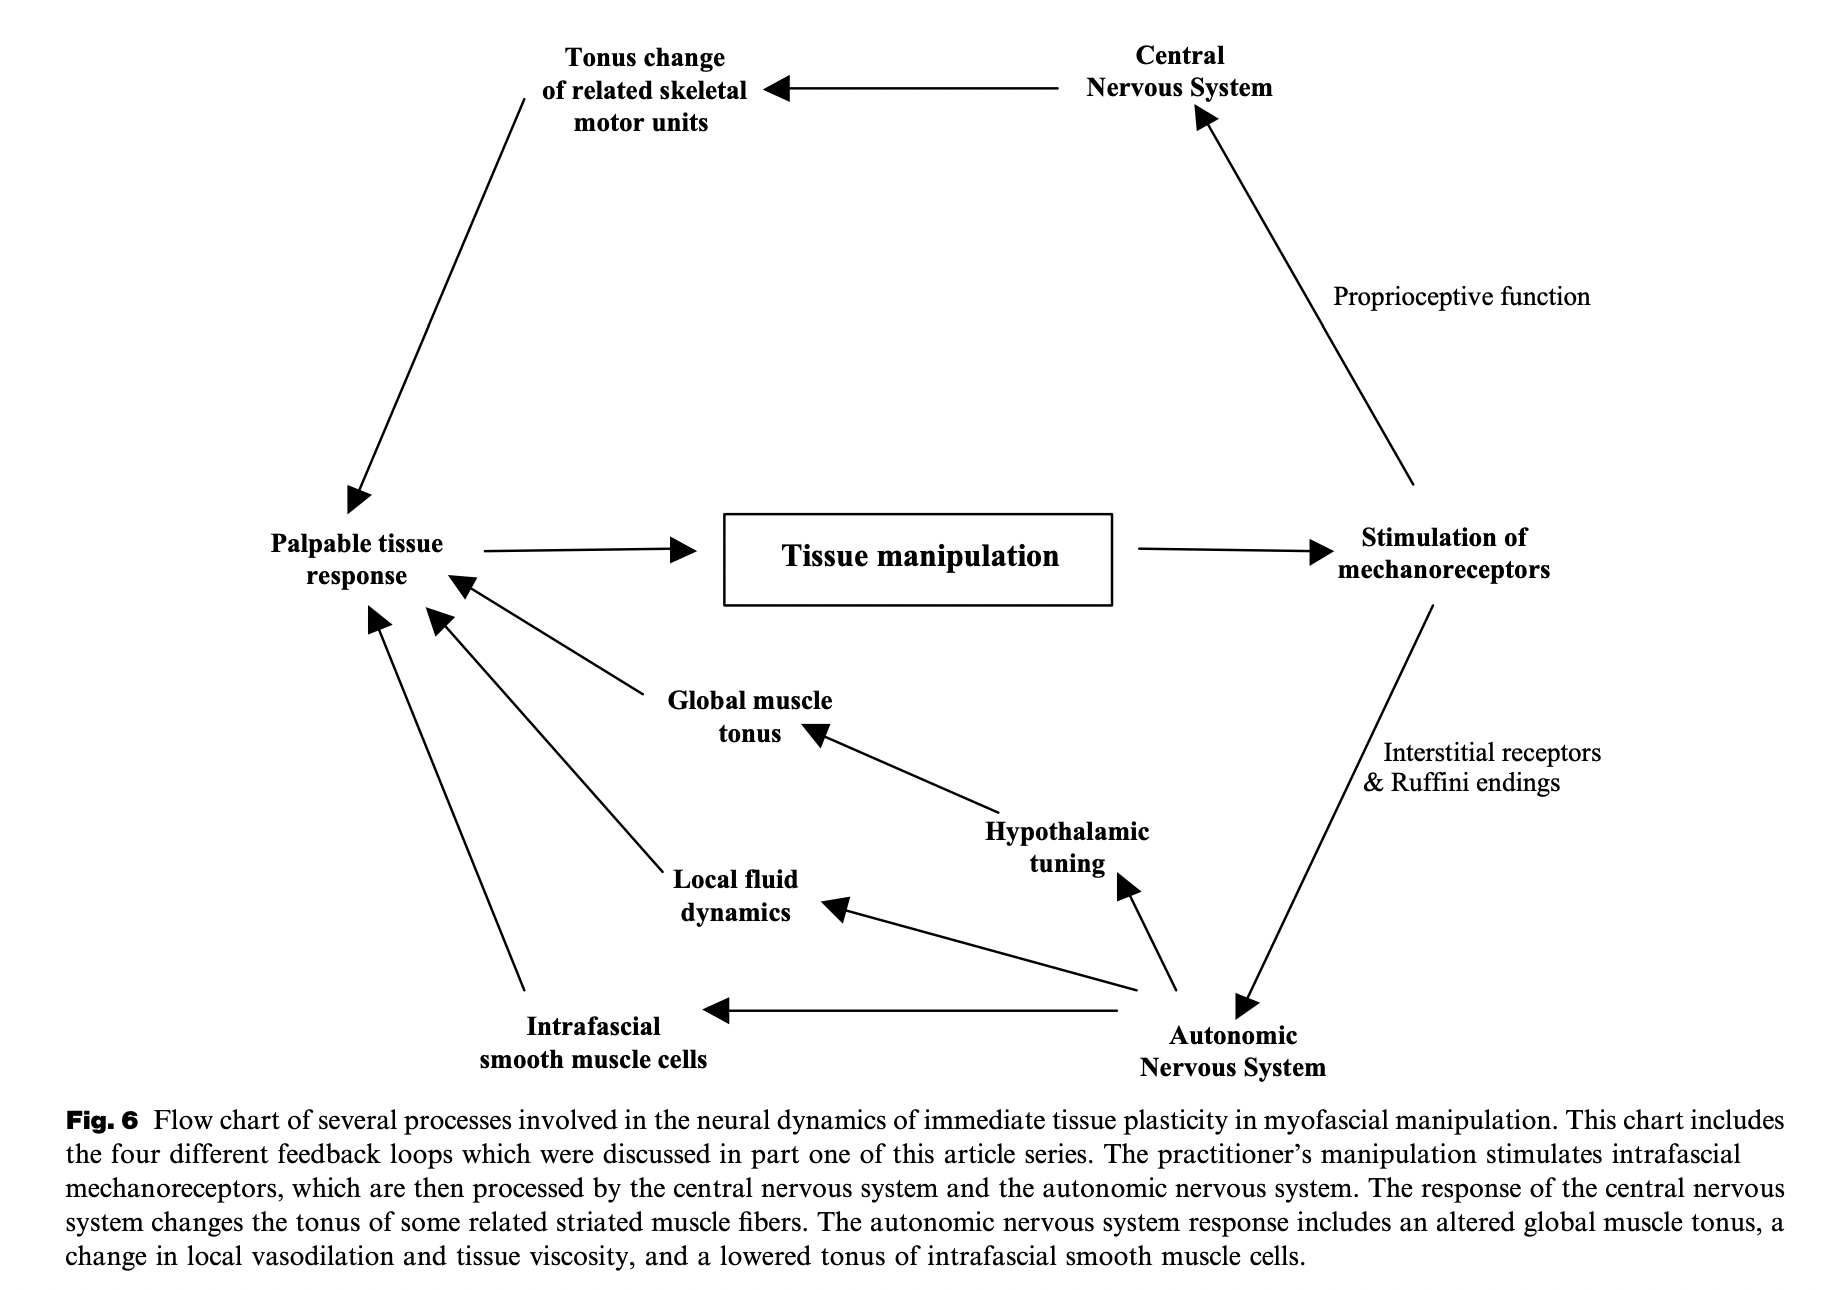 Tonus change
of related skeletal
motor units
Central
Nervous System
Proprioceptive function
Palpable tissue
response
Tissue manipulation
Stimulation of
mechanoreceptors
Global muscle
tonus
Interstitial receptors
& Ruffini endings
Hypothalamic
tuning
Local fluid
dynamics
Intrafascial
smooth muscle cells
Autonomic
Nervous System
Fig. 6 Flow chart of several processes involved in the neural dynamics of immediate tissue plasticity in myofascial manipulation. This chart includes
the four different feedback loops which were discussed in part one of this article series. The practitioner's manipulation stimulates intrafascial
mechanoreceptors, which are then processed by the central nervous system and the autonomic nervous system. The response of the central nervous
system changes the tonus of some related striated muscle fibers. The autonomic nervous system response includes an altered global muscle tonus, a
change in local vasodilation and tissue viscosity, and a lowered tonus of intrafascial smooth muscle cells.